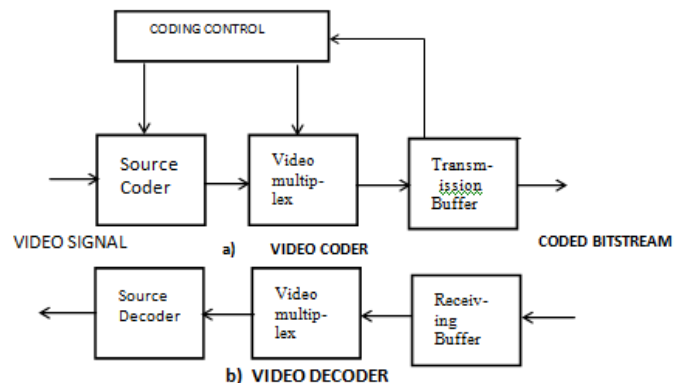 CODING CONTROL
Source
Coder
Video
multip-
lex
Transm-
ission
Buffer
VIDEO SIGNAL
a) VIDEO CODER
CODED BITSTREAM
Source
Decoder
Video
multip-
lex
Receiv-
ing
Buffer
b) VIDEO DECODER